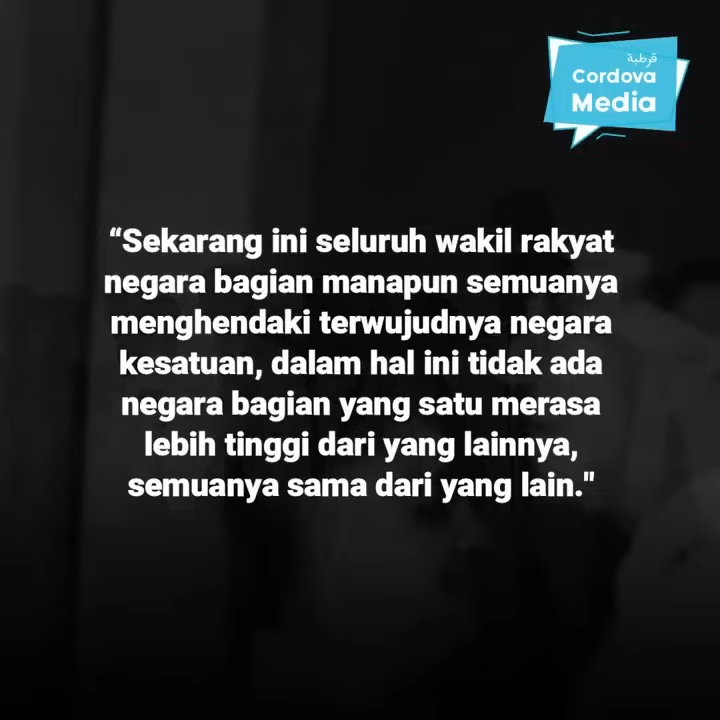 قرطبة
Cordova
Media
“Sekarang ini seluruh wakil rakyat
negara bagian manapun semuanya
menghendaki terwujudnya negara
kesatuan, dalam hal ini tidak ada
negara bagian yang satu merasa
lebih tinggi dari yang lainnya,
semuanya sama dari yang lain."